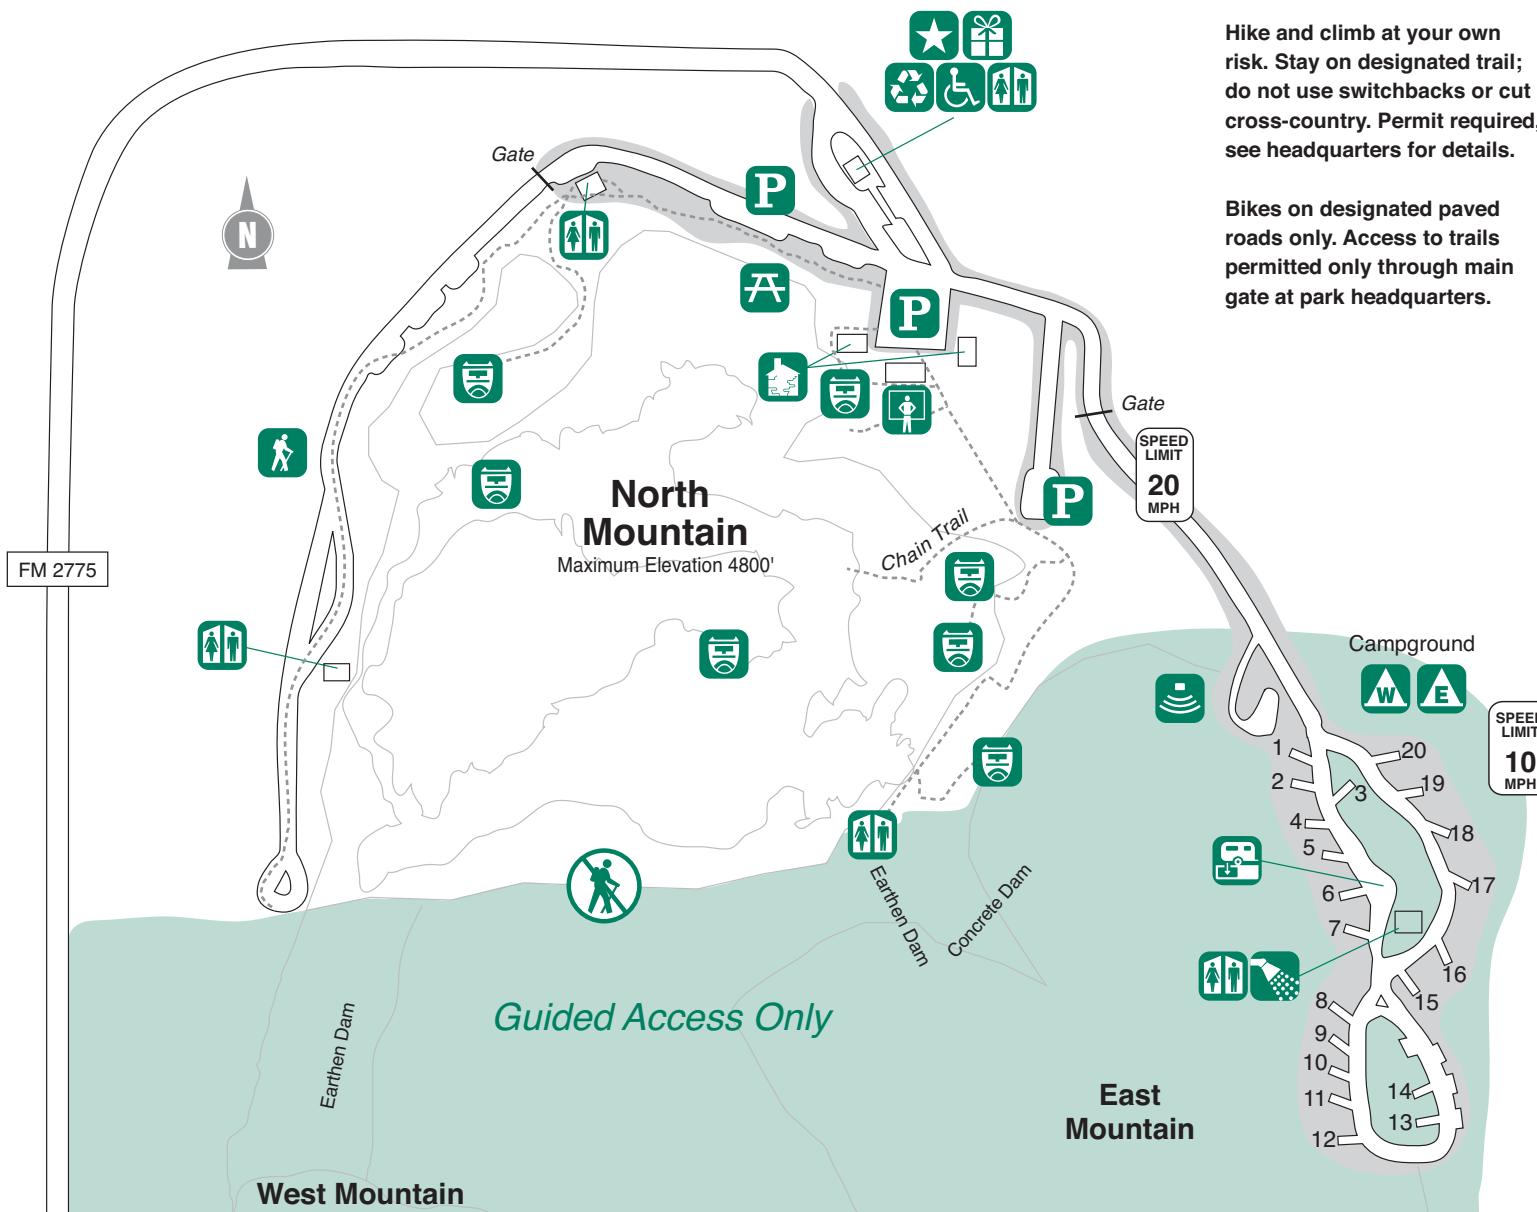 Hike and climb at your own
risk. Stay on designated trail;
do not use switchbacks or cut
cross-country. Permit required,
see headquarters for details.
Bikes on designated paved
roads only. Access to trails
permitted only through main
gate at park headquarters.
Gate
P
N
P
Gate
SPEED
LIMIT
20
MPH
North
Mountain
Maximum Elevation 4800'
P
Chain Trail
FM 2775
Campground
W
E
SPEED
LIMIT
10
MPH
1
20
2
3
19
4
18
5
17
6
7
16
15
8
9
10
14
11
13
12
Earthen Dam
Concrete Dam
Guided Access Only
Earthen Dam
East
Mountain
West Mountain